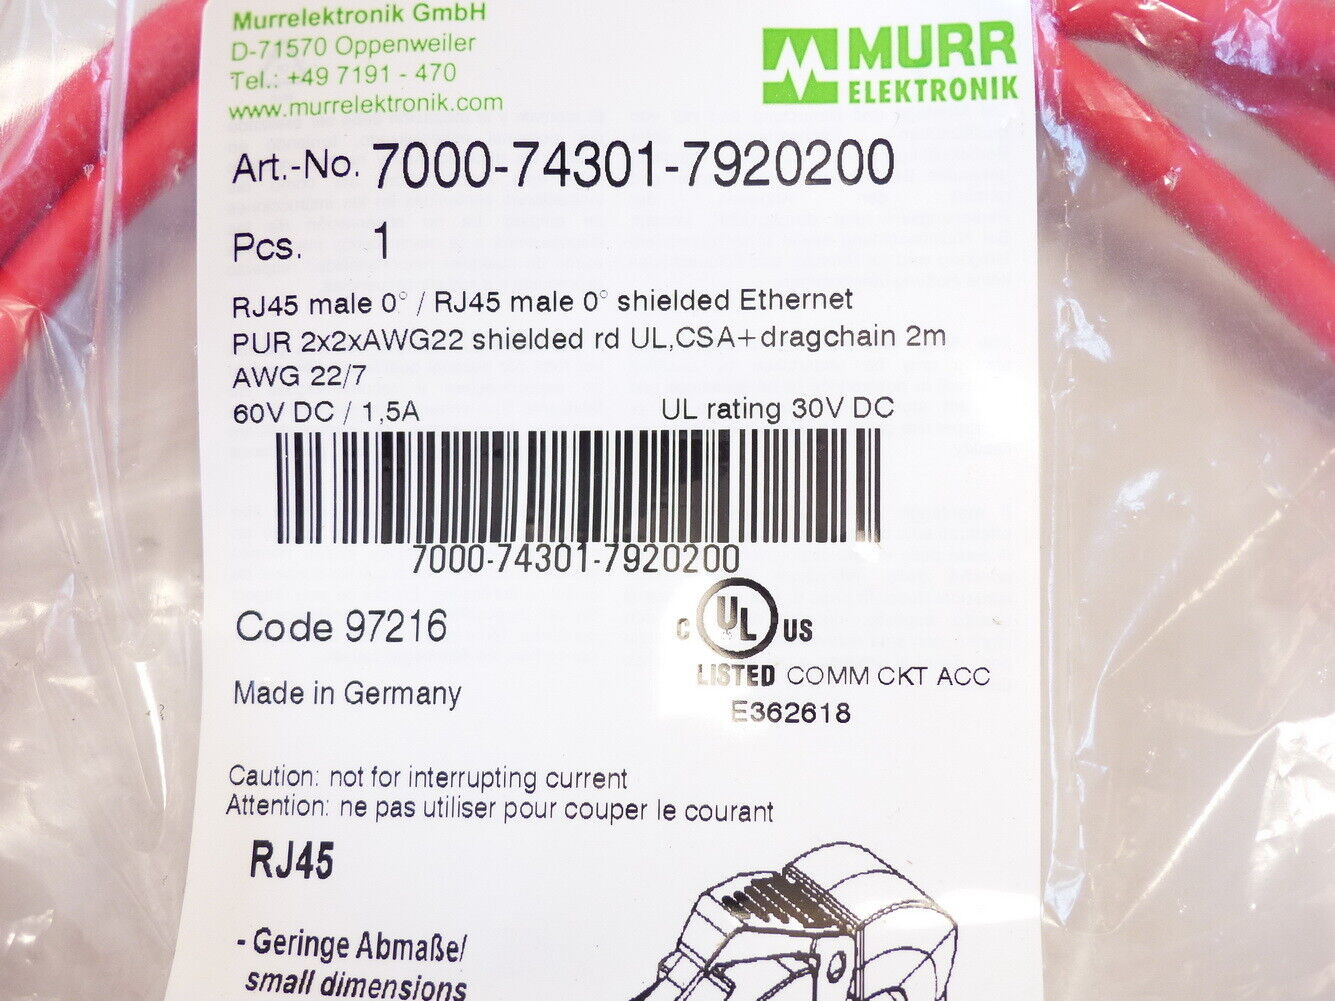 Murrelektronik GmbH
D-71570 Oppenweiler
Tel.: +49 7191 - 470
www.murrelektronik.com
MURR
ELEKTRONIK
Art.-No. 7000-74301-7920200
Pcs. 1
RJ45 male 0° / RJ45 male 0° shielded Ethernet
PUR 2x2xAWG22 shielded rd UL,CSA+dragchain 2m
AWG 22/7
60V DC / 1,5A UL rating 30V DC
7000-74301-7920200
Code 97216
C UL US
LISTED COMM CKT ACC
E362618
Made in Germany
Caution: not for interrupting current
Attention: ne pas utiliser pour couper le courant
RJ45
- Geringe Abmaße/
small dimensions